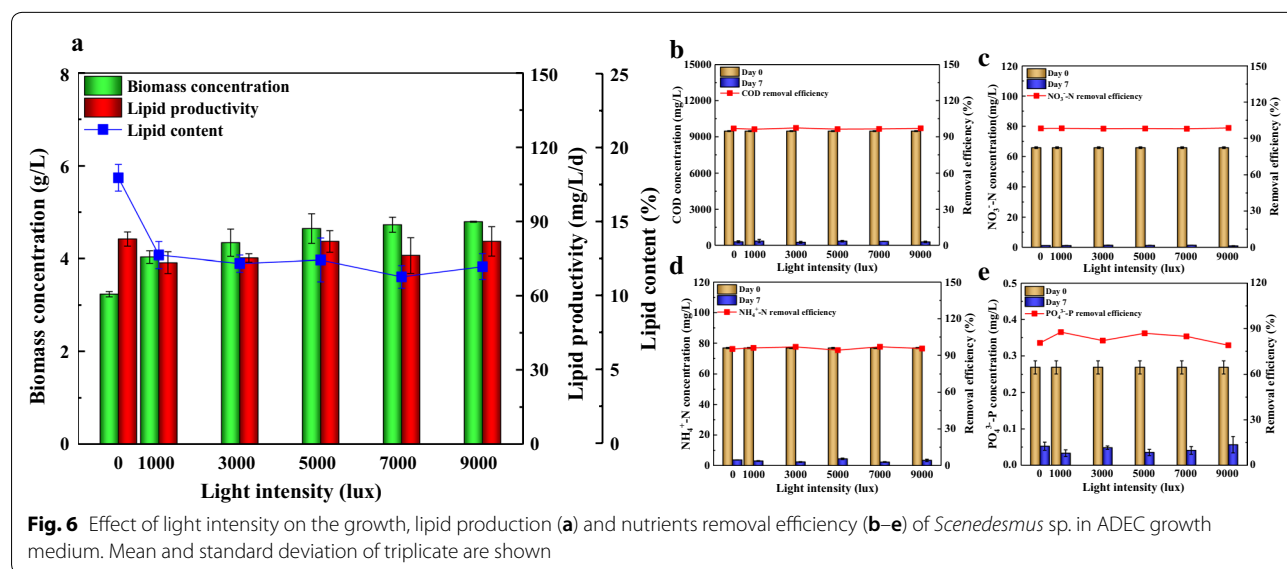 a
8
6
4
2
0
Biomass concentration (g/L)
Biomass concentration
Lipid productivity
Lipid content
150
120
90
60
30
0
Lipid productivity (mg/L/d)
25
20
15
10
5
0
Lipid content (%)
0 1000 3000 5000 7000 9000
Light intensity (lux)
b
15000
12000
9000
6000
3000
0
COD concentration (mg/L)
Day 0
Day 7
COD removal efficiency
150
120
90
60
30
0
Removal efficiency (%)
0 1000 3000 5000 7000 9000
Light intensity (lux)
c
120
100
80
60
40
20
0
NO₃⁻-N concentration(mg/L)
Day 0
Day 7
NO₃⁻-N removal efficiency
150
120
90
60
30
0
Removal efficiency (%)
0 1000 3000 5000 7000 9000
Light intensity (lux)
d
120
100
80
60
40
20
0
NH₄⁺-N concentration (mg/L)
Day 0
Day 7
NH₄⁺-N removal efficiency
150
120
90
60
30
0
Removal efficiency (%)
0 1000 3000 5000 7000 9000
Light intensity (lux)
e
0.5
0.4
0.3
0.2
0.1
0.0
PO₄³⁻-P concentration (mg/L)
Day 0
Day 7
PO₄³⁻-P removal efficiency
120
90
60
30
0
Removal efficiency (%)
0 1000 3000 5000 7000 9000
Light intensity (lux)
Fig. 6 Effect of light intensity on the growth, lipid production (a) and nutrients removal efficiency (b–e) of Scenedesmus sp. in ADEC growth
medium. Mean and standard deviation of triplicate are shown